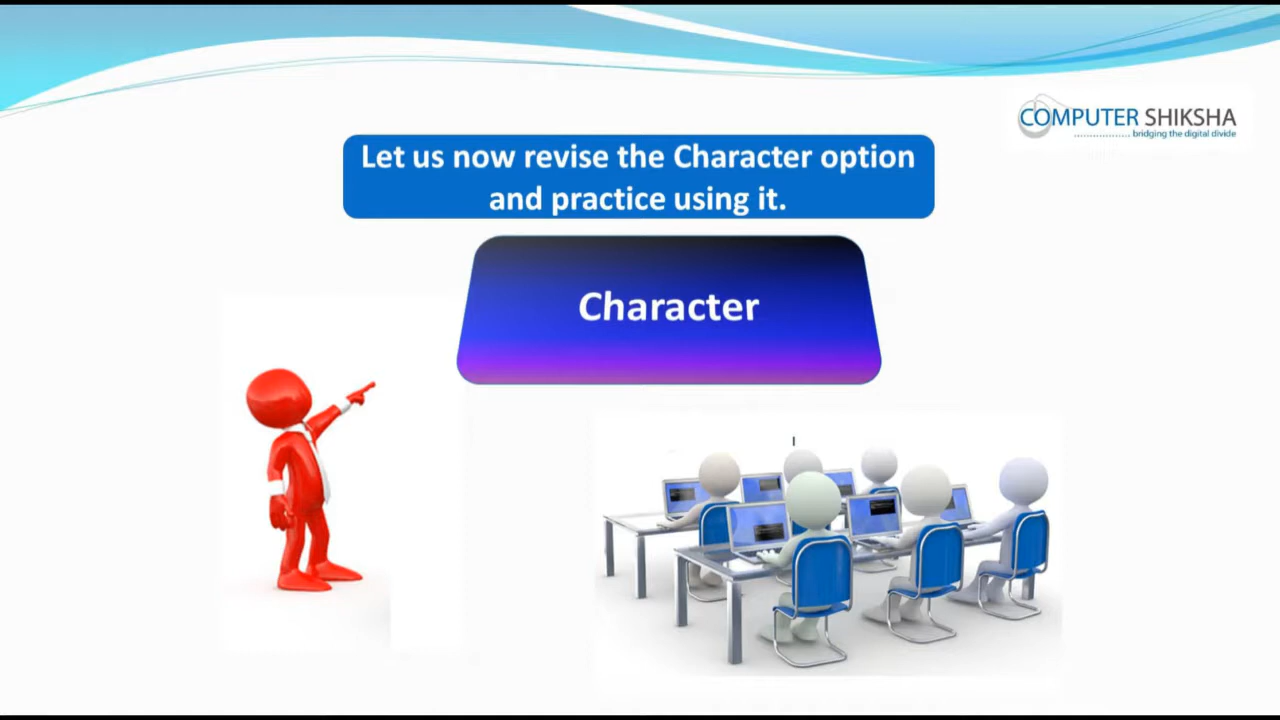 COMPUTER SHIKSHA
.............. bridging the digital divide
Let us now revise the Character option
and practice using it.
Character